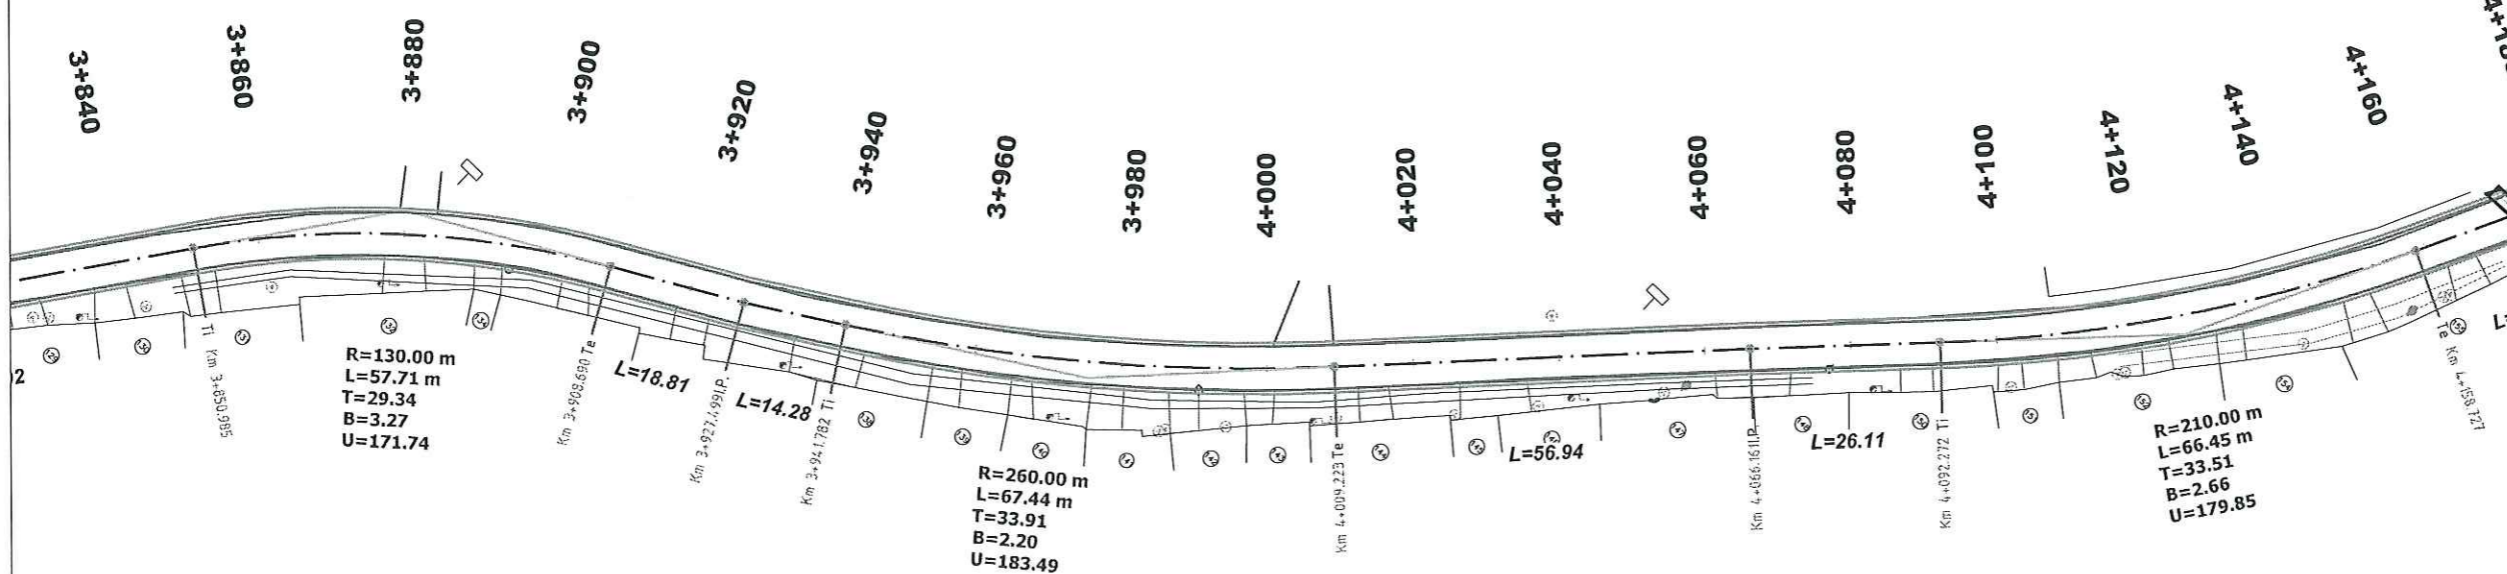 3+840
3+860
3+880
3+900
3+920
3+940
3+960
3+980
4+000
4+020
4+040
4+060
4+080
4+100
4+120
4+140
4+160
Ti Km 3+850.985
R=130.00 m
L=57.71 m
T=29.34
B=3.27
U=171.74
Km 3+908.690 Te
L=18.81
Km 3+927.499 I.P.
L=14.28
Km 3+941.782 Ti
R=260.00 m
L=67.44 m
T=33.91
B=2.20
U=183.49
Km 4+009.223 Te
L=56.94
Km 4+066.161 I.P.
L=26.11
Km 4+092.272 Ti
R=210.00 m
L=66.45 m
T=33.51
B=2.66
U=179.85
Te Km 4+158.727